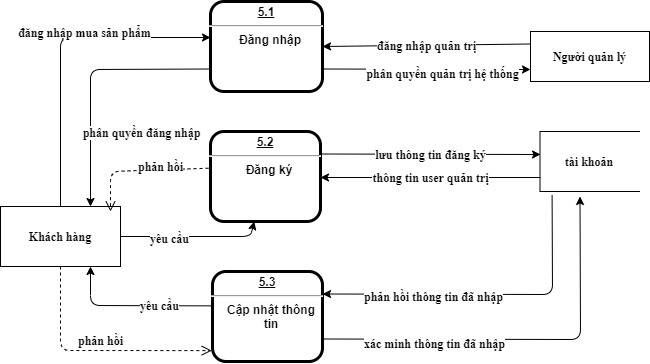 5.1
đăng nhập mua sản phẩm
Đăng nhập
đăng nhập quản trị
Người quản lý
phân quyền quản trị hệ thống
phân quyền đăng nhập
5.2
lưu thông tin đăng ký
tài khoản
phản hồi
Đăng ký
thông tin user quản trị
Khách hàng
yêu cầu
5.3
phản hồi thông tin đã nhập
yêu cầu
Cập nhật thông
tin
phản hồi
xác minh thông tin đã nhập